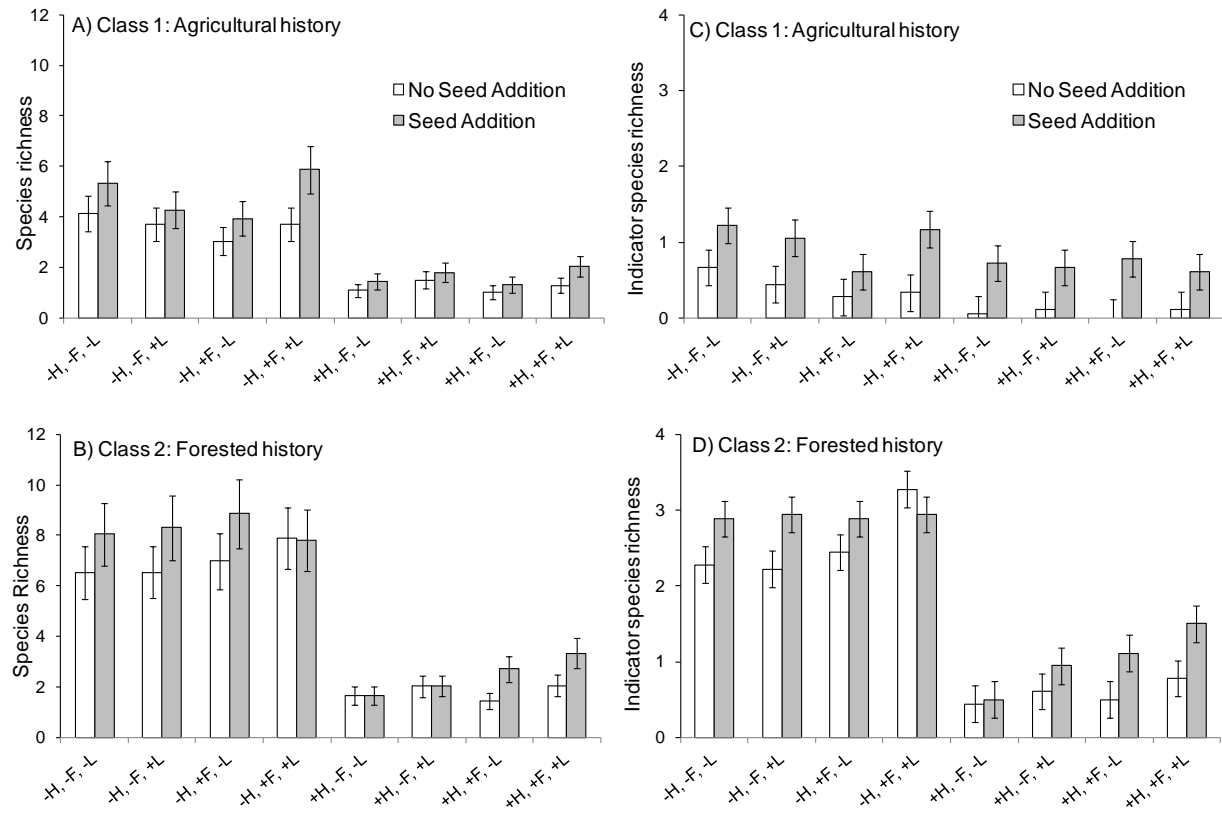 A) Class 1: Agricultural history
Species richness
12
10
8
6
4
2
0
No Seed Addition
Seed Addition
-H, -F, -L
-H, -F, +L
-H, +F, -L
-H, +F, +L
+H, -F, -L
+H, -F, +L
+H, +F, -L
+H, +F, +L
B) Class 2: Forested history
Species Richness
12
10
8
6
4
2
0
-H, -F, -L
-H, -F, +L
-H, +F, -L
-H, +F, +L
+H, -F, -L
+H, -F, +L
+H, +F, -L
+H, +F, +L
C) Class 1: Agricultural history
Indicator species richness
4
3
2
1
0
No Seed Addition
Seed Addition
-H, -F, -L
-H, -F, +L
-H, +F, -L
-H, +F, +L
+H, -F, -L
+H, -F, +L
+H, +F, -L
+H, +F, +L
D) Class 2: Forested history
Indicator species richness
4
3
2
1
0
-H, -F, -L
-H, -F, +L
-H, +F, -L
-H, +F, +L
+H, -F, -L
+H, -F, +L
+H, +F, -L
+H, +F, +L